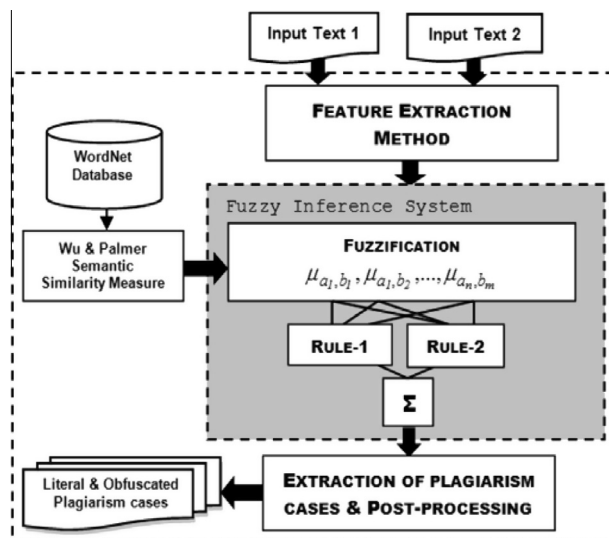 Input Text 1
Input Text 2
FEATURE EXTRACTION
METHOD
WordNet
Database
Fuzzy Inference System
Wu & Palmer
Semantic
Similarity Measure
FUZZIFICATION
μa1,b1, μa1,b2,..., μan,bm
RULE-1
RULE-2
Σ
Literal & Obfuscated
Plagiarism cases
EXTRACTION OF PLAGIARISM
CASES & POST-PROCESSING